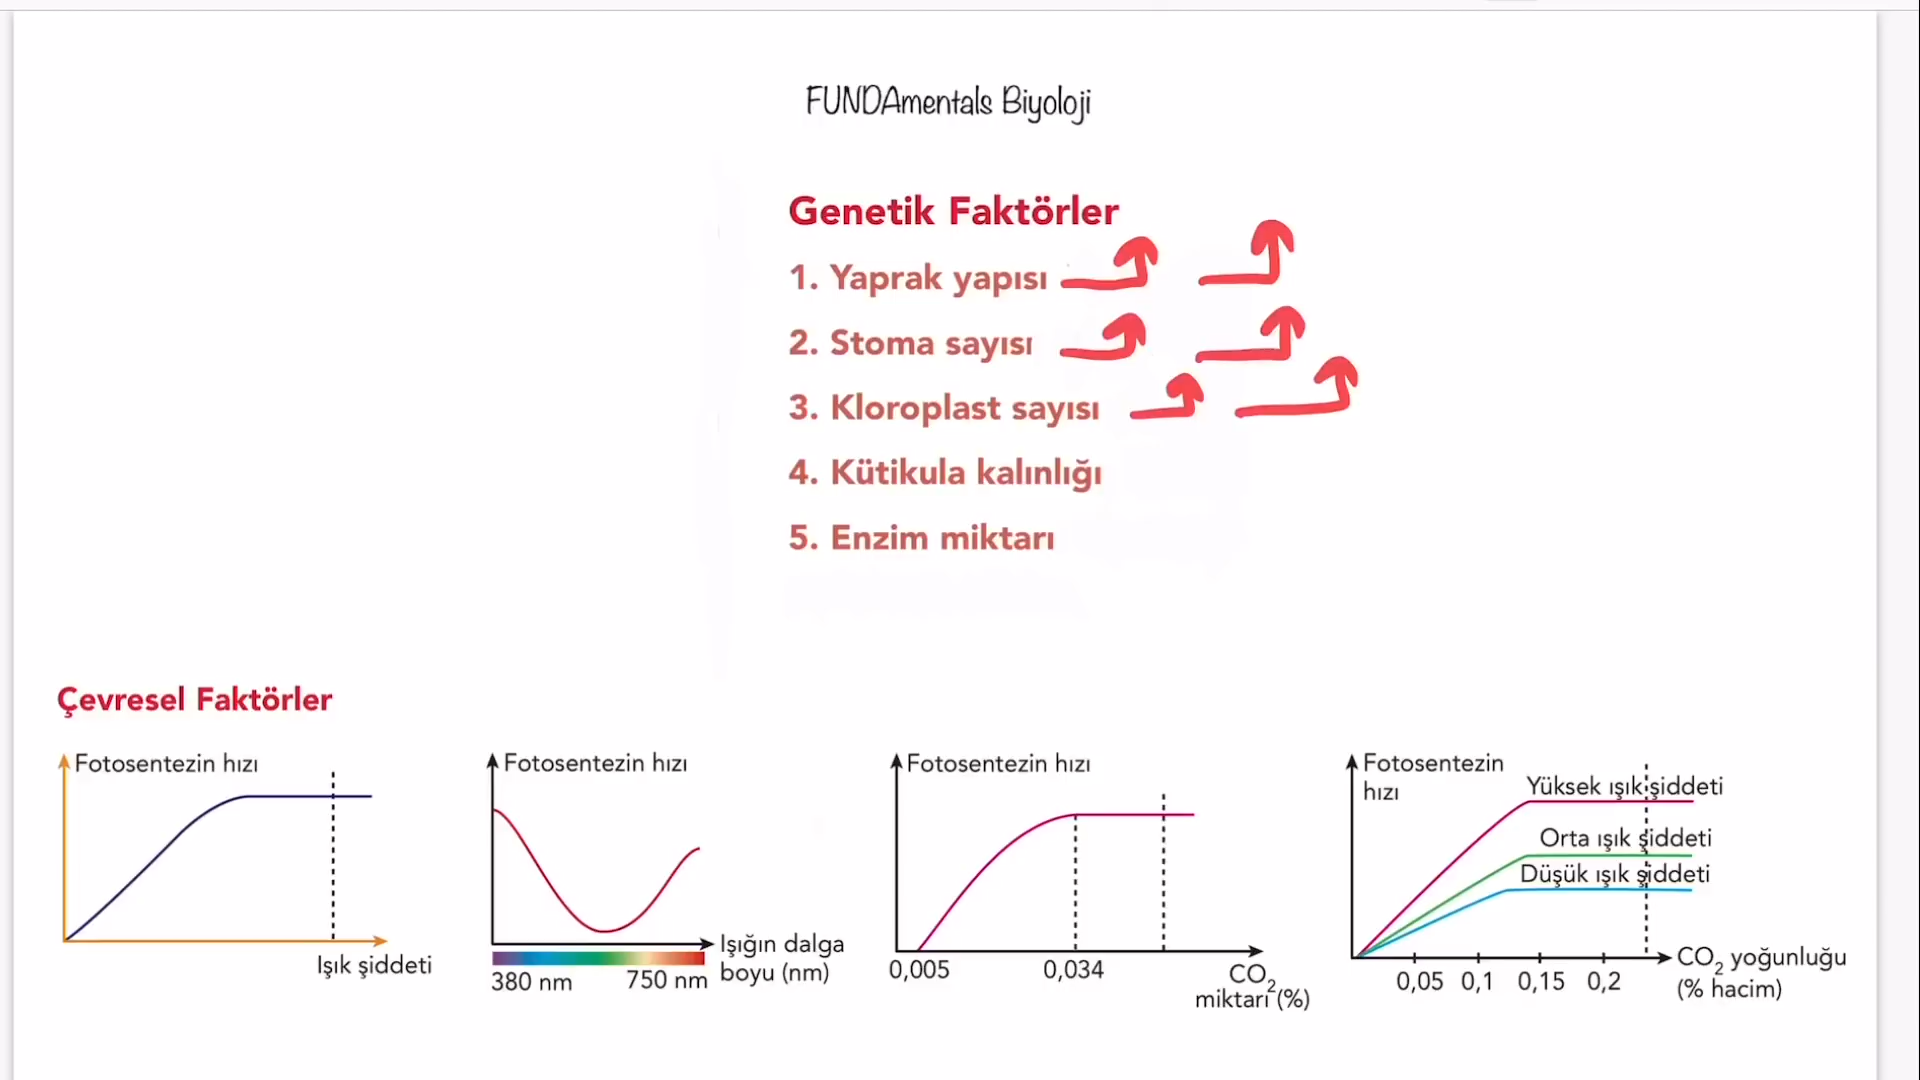 FUNDAmentals Biyoloji
Genetik Faktörler
1. Yaprak yapısı
2. Stoma sayısı
3. Kloroplast sayısı
4. Kütikula kalınlığı
5. Enzim miktarı
Çevresel Faktörler
Fotosentezin hızı
Işık şiddeti
Fotosentezin hızı
Işığın dalga
boyu (nm)
380 nm 750 nm
Fotosentezin hızı
0,005 0,034
CO2
miktarı (%)
Fotosentezin
hızı
Yüksek ışık şiddeti
Orta ışık şiddeti
Düşük ışık şiddeti
0,05 0,1 0,15 0,2
CO2 yoğunluğu
(% hacim)